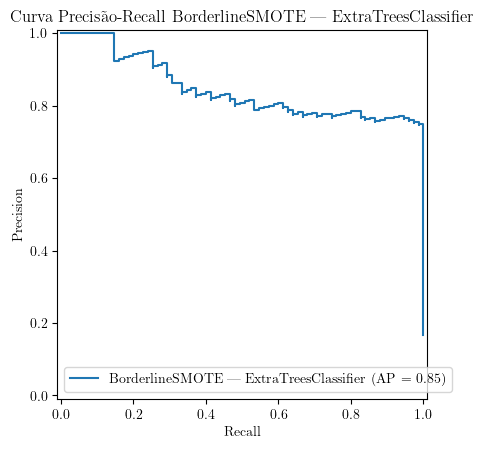 Curva Precisão-Recall BorderlineSMOTE — ExtraTreesClassifier
1.0
0.8
0.6
0.4
0.2
0.0
Precision
BorderlineSMOTE — ExtraTreesClassifier (AP = 0.85)
0.0 0.2 0.4 0.6 0.8 1.0
Recall